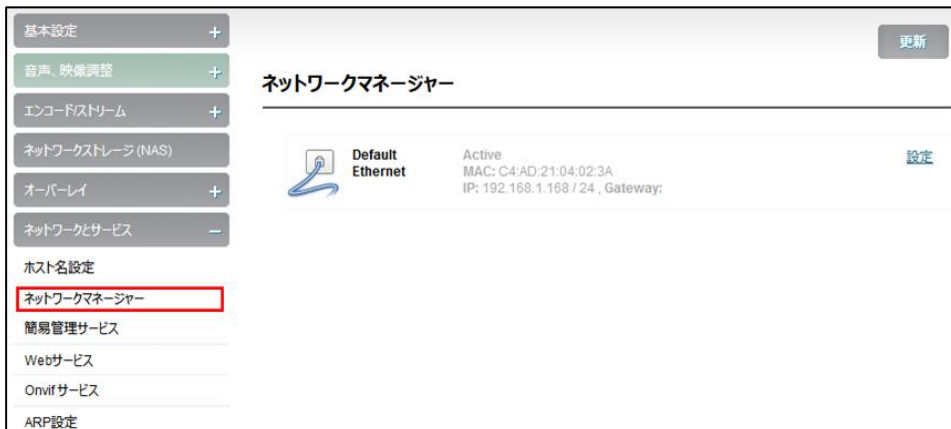 基本設定 +
音声、映像調整 +
エンコード/ストリーム +
ネットワークストレージ (NAS)
オーバーレイ +
ネットワークとサービス −
ホスト名設定
ネットワークマネージャー
簡易管理サービス
Webサービス
Onvif サービス
ARP設定
更新
ネットワークマネージャー
Default Ethernet
Active
MAC: C4:AD:21:04:02:3A
IP: 192.168.1.168 / 24 , Gateway:
設定